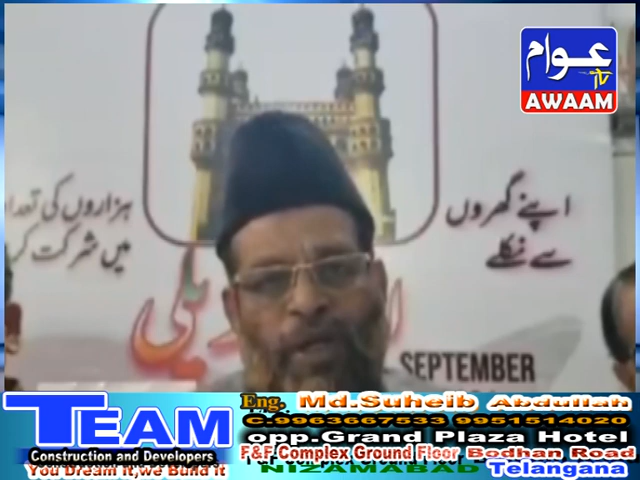 عوام
TV
AWAAM
اپنے گھروں
سے نکلے
ہزاروں کی تعداد
میں شرکت کر
ریلی
SEPTEMBER
TEAM
Construction and Developers
You Dream it,we Build it
Eng, Md.Suheib Abdullah
C.9963667533 9951514020
opp.Grand Plaza Hotel
F&F Complex Ground Floor Bodhan Road
NIZAMABAD Telangana